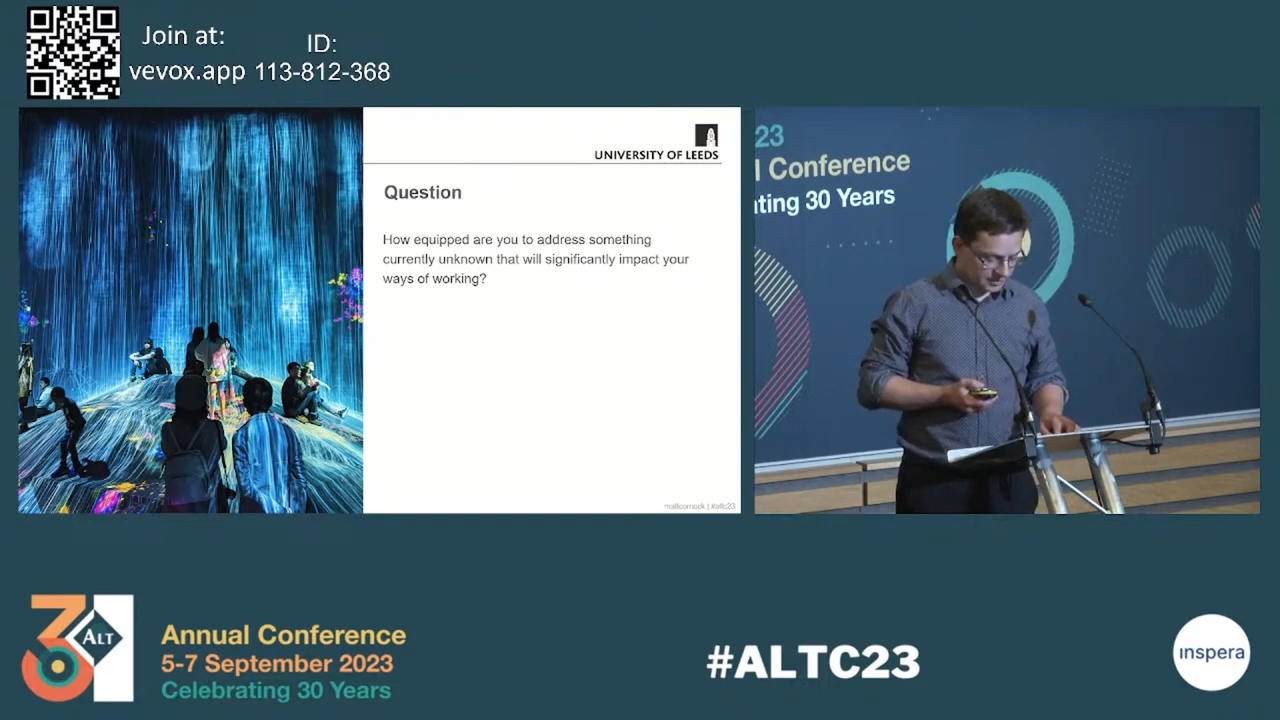 Join at:
ID:
vevox.app 113-812-368
UNIVERSITY OF LEEDS
Question
How equipped are you to address something
currently unknown that will significantly impact your
ways of working?
mattcornock | #altc23
23
l Conference
ting 30 Years
ALT
Annual Conference
5-7 September 2023
Celebrating 30 Years
#ALTC23
inspera